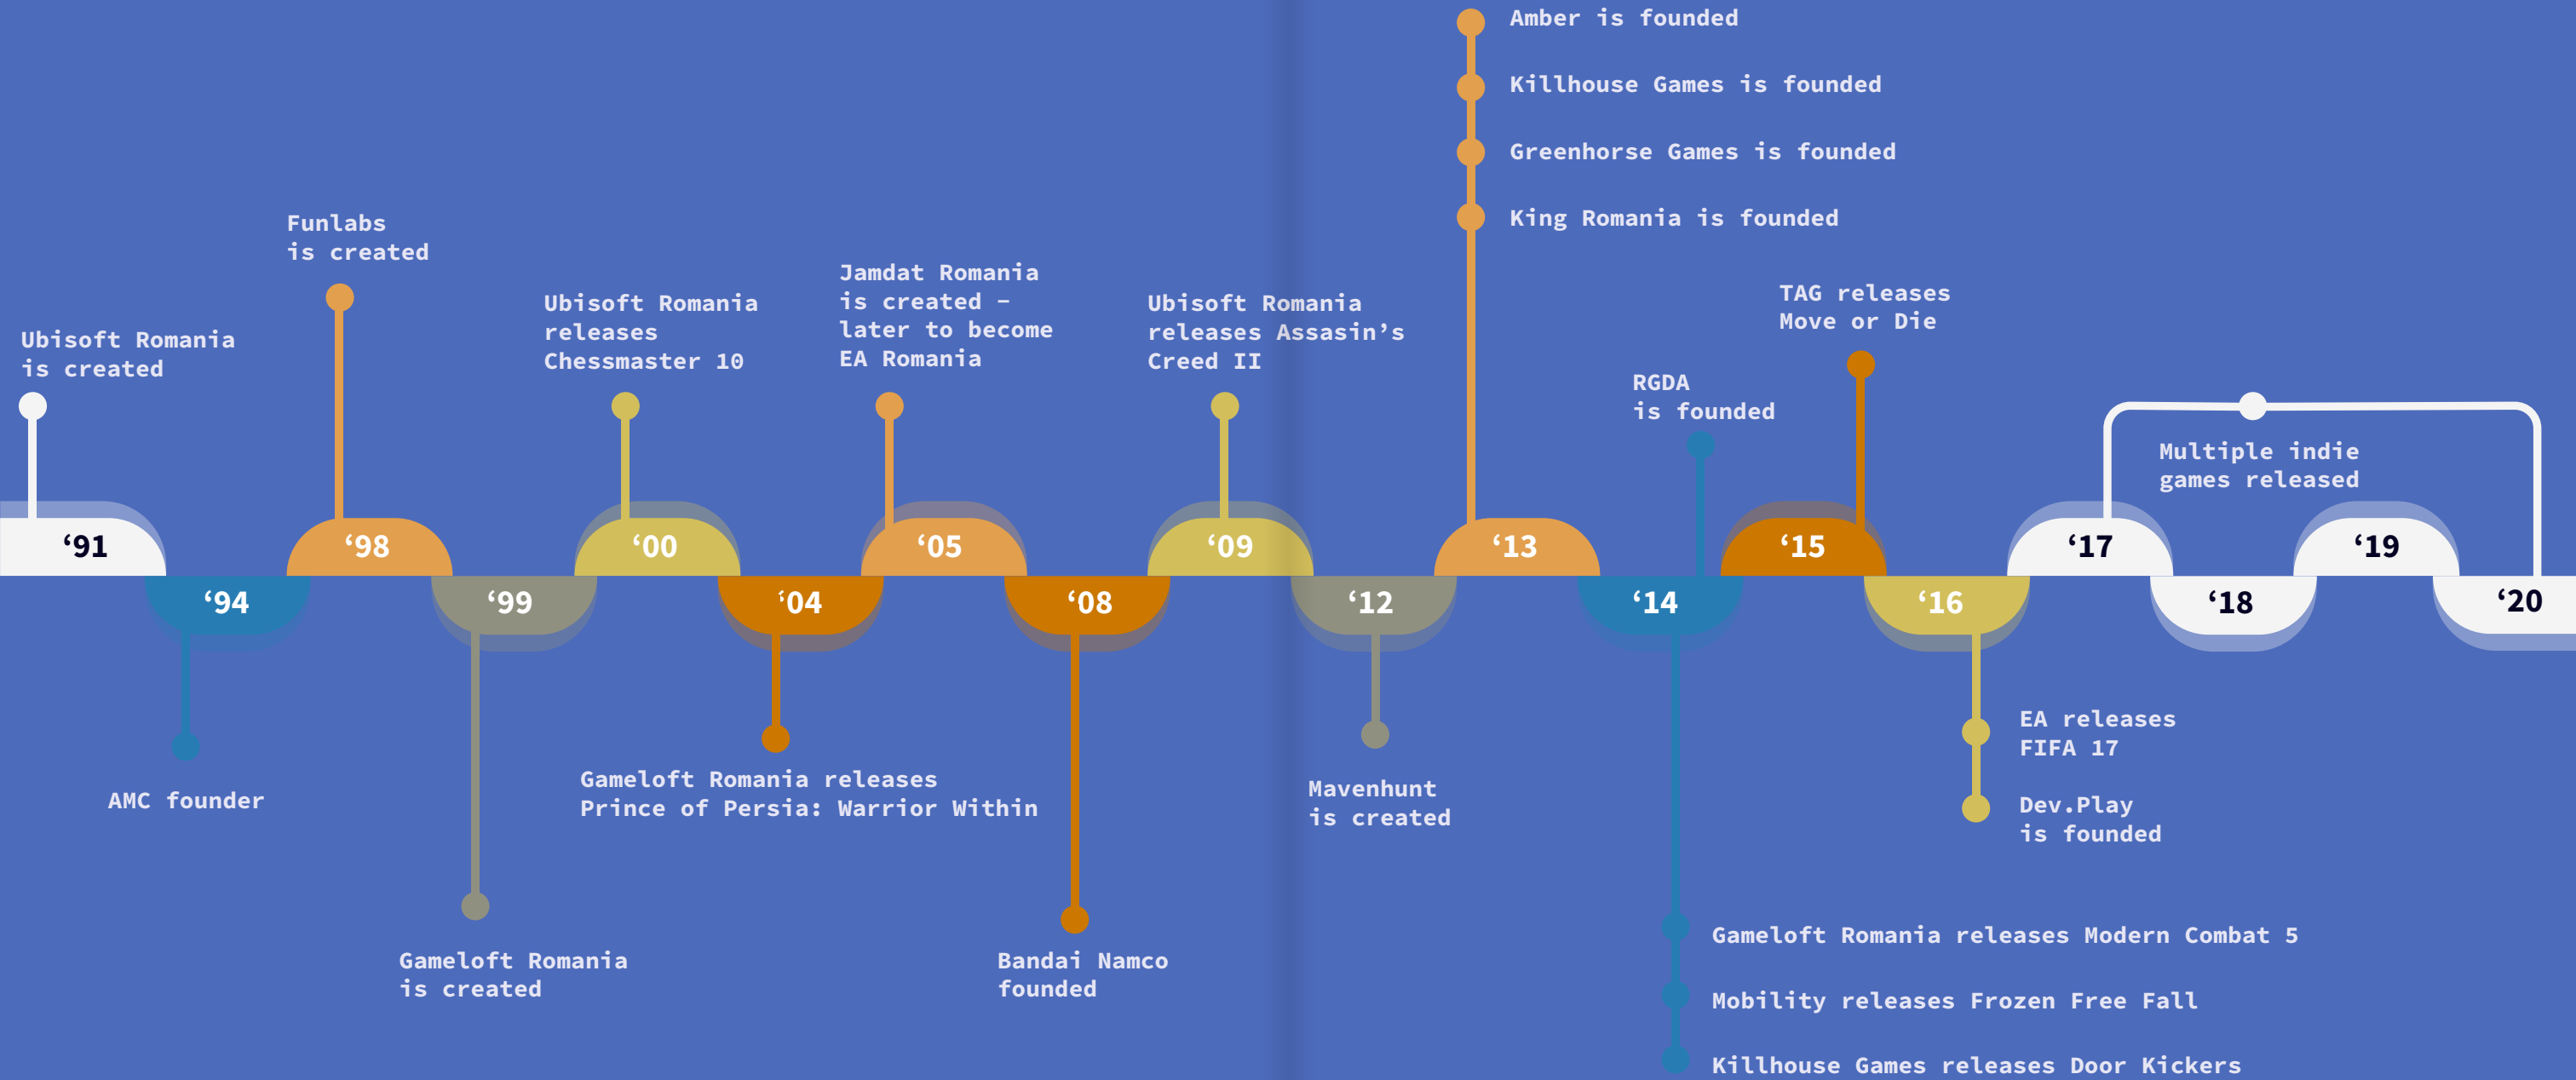 Amber is founded
Killhouse Games is founded
Greenhorse Games is founded
King Romania is founded
Funlabs
is created
Ubisoft Romania
is created
Ubisoft Romania
releases
Chessmaster 10
Jamdat Romania
is created –
later to become
EA Romania
Ubisoft Romania
releases Assasin’s
Creed II
TAG releases
Move or Die
RGDA
is founded
Multiple indie
games released
‘91
‘98
‘00
‘05
‘09
‘13
‘15
‘17
‘19
‘94
‘99
‘04
‘08
‘12
‘14
‘16
‘18
‘20
AMC founder
Gameloft Romania releases
Prince of Persia: Warrior Within
Mavenhunt
is created
EA releases
FIFA 17
Dev.Play
is founded
Gameloft Romania
is created
Bandai Namco
founded
Gameloft Romania releases Modern Combat 5
Mobility releases Frozen Free Fall
Killhouse Games releases Door Kickers